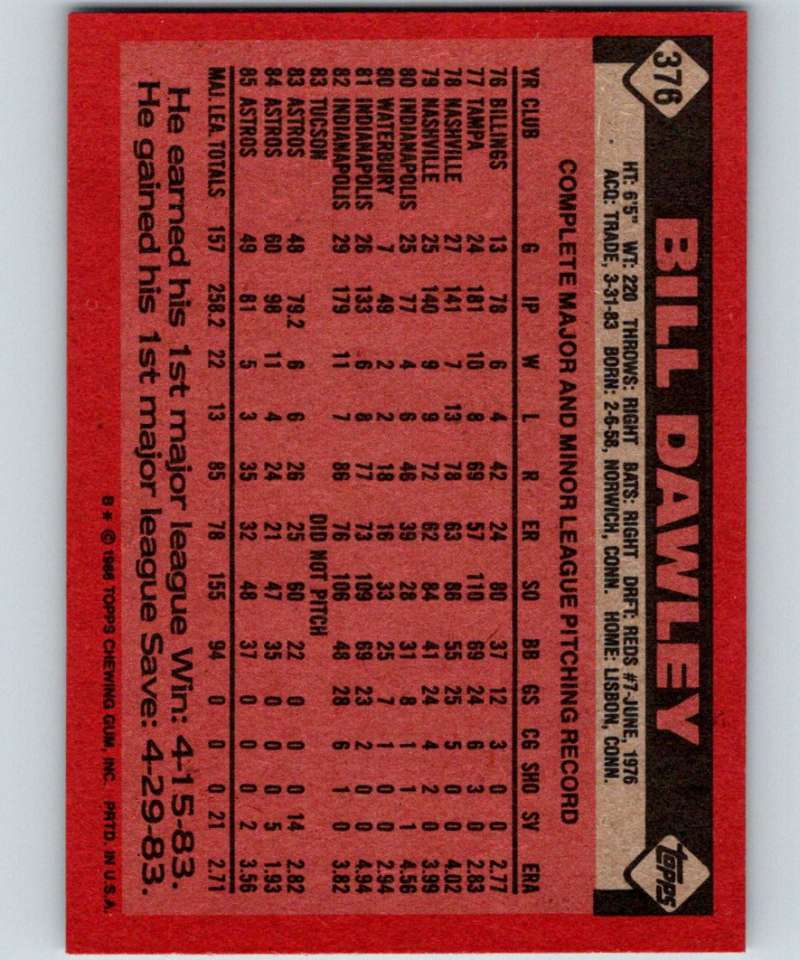 376 BILL DAWLEY topps
HT: 6'5" WT: 220 THROWS: RIGHT BATS: RIGHT DRFT: REDS #7-JUNE, 1976
ACQ: TRADE, 3-31-83 BORN: 2-6-58, NORWICH, CONN. HOME: LISBON, CONN.
COMPLETE MAJOR AND MINOR LEAGUE PITCHING RECORD
YR CLUB G IP W L R ER SO BB GS CG SHO SV ERA
76 BILLINGS 13 78 6 4 42 24 80 37 12 3 0 0 2.77
77 TAMPA 24 181 10 8 69 57 110 69 24 6 3 0 2.83
78 NASHVILLE 27 141 7 13 78 63 86 55 25 5 0 0 4.02
79 NASHVILLE 25 140 9 9 72 62 84 41 24 4 2 0 3.99
80 INDIANAPOLIS 25 77 4 6 46 39 28 31 8 1 1 1 4.56
80 WATERBURY 7 49 2 2 18 16 33 25 7 1 1 0 2.94
81 INDIANAPOLIS 26 133 6 8 77 73 109 69 23 2 0 0 4.94
82 INDIANAPOLIS 29 179 11 7 86 76 106 48 28 6 1 0 3.82
83 TUCSON DID NOT PITCH
83 ASTROS 48 79.2 6 6 26 25 60 22 0 0 0 14 2.82
84 ASTROS 60 98 11 4 24 21 47 35 0 0 0 5 1.93
85 ASTROS 49 81 5 3 35 32 48 37 0 0 0 2 3.56
MAJ. LEA. TOTALS 157 258.2 22 13 85 78 155 94 0 0 0 21 2.71
He earned his 1st major league Win: 4-15-83.
He gained his 1st major league Save: 4-29-83.
B* © 1986 TOPPS CHEWING GUM, INC. PRTD. IN U.S.A.